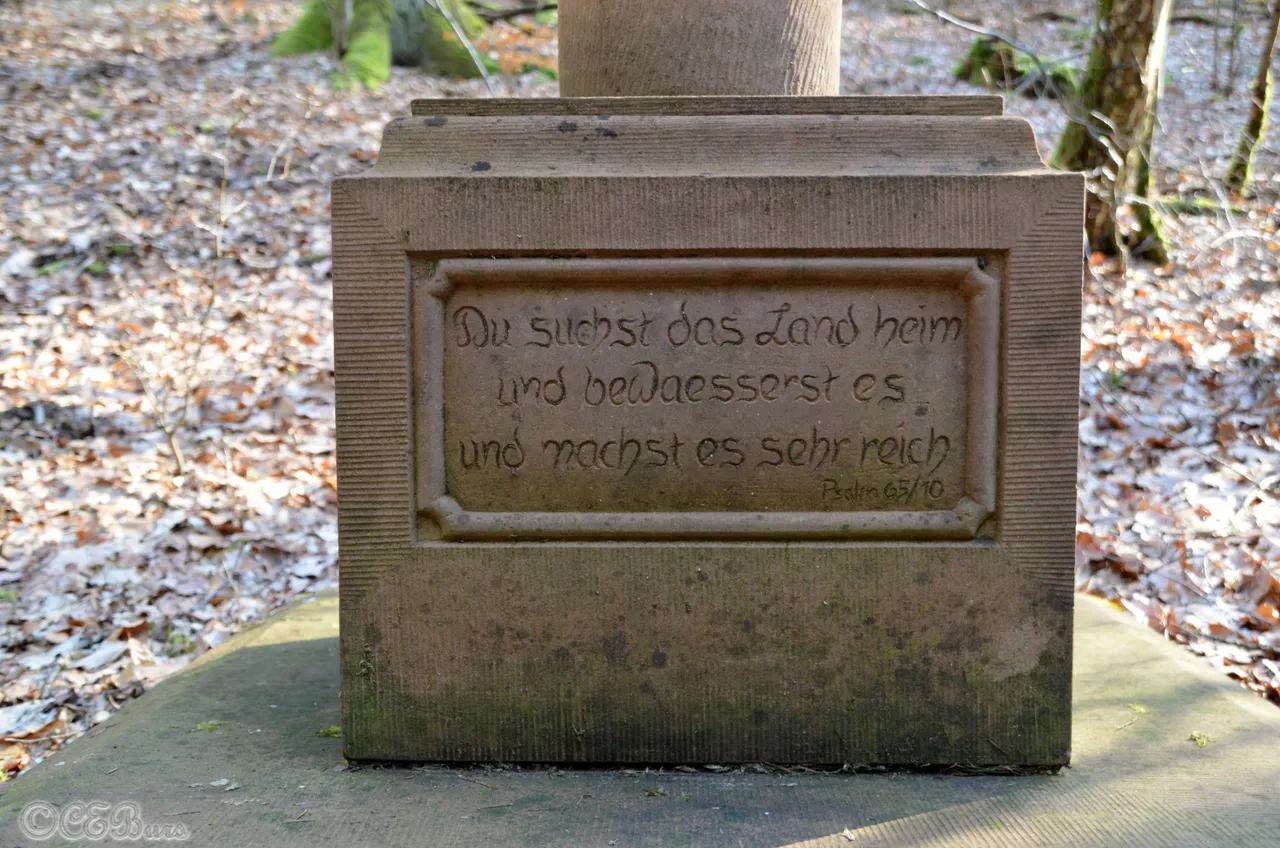 Du suchst das Land heim
und bewaesserst es
und machst es sehr reich
Psalm 65/10
©CEBurs